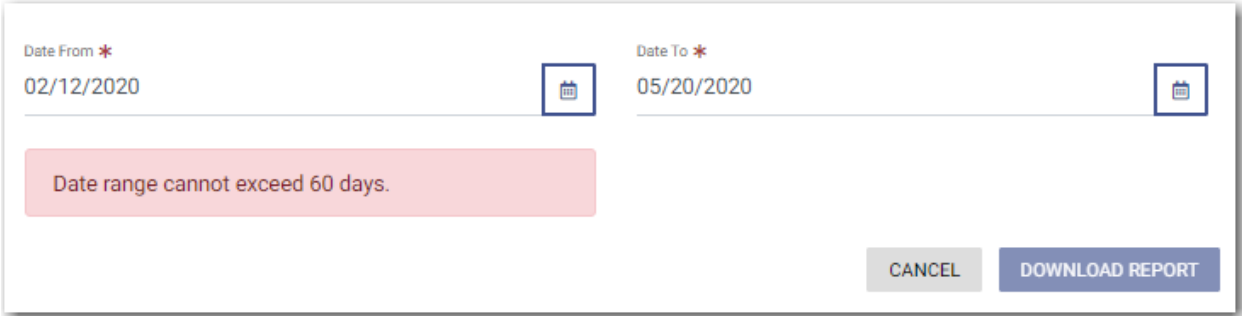 Date From *
Date To *
02/12/2020
05/20/2020
Date range cannot exceed 60 days.
CANCEL
DOWNLOAD REPORT